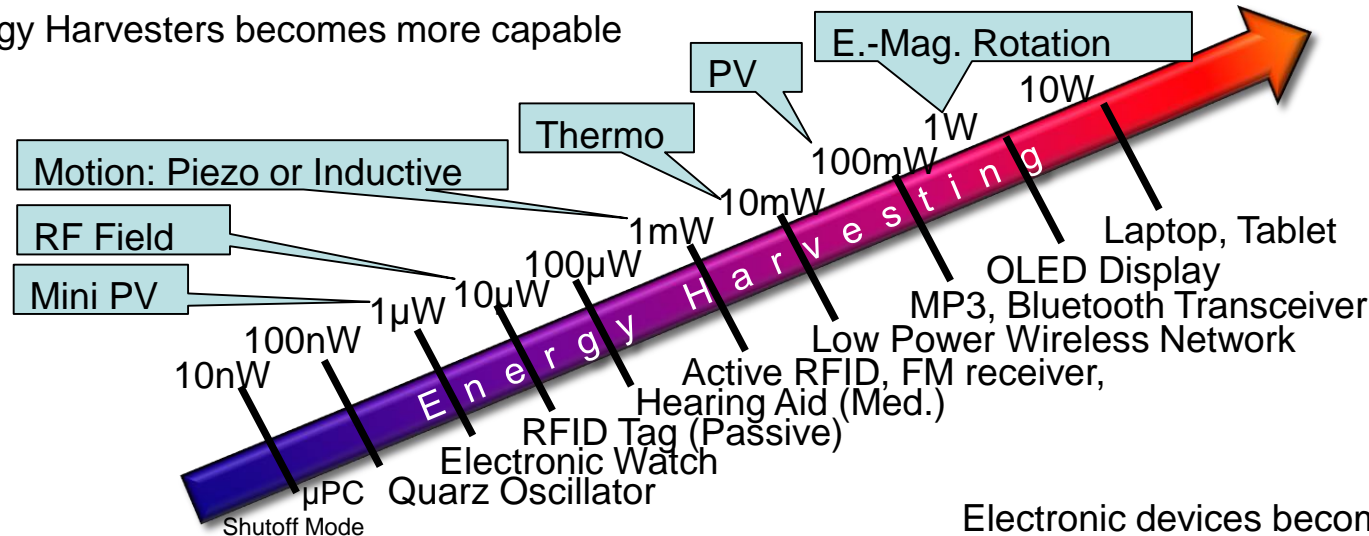 gy Harvesters becomes more capable
E.-Mag. Rotation
PV
Thermo
Motion: Piezo or Inductive
RF Field
Mini PV
10nW
100nW
1µW
10µW
100µW
1mW
10mW
100mW
1W
10W
Energy Harvesting
Laptop, Tablet
OLED Display
MP3, Bluetooth Transceiver
Low Power Wireless Network
Active RFID, FM receiver,
Hearing Aid (Med.)
RFID Tag (Passive)
Electronic Watch
Quarz Oscillator
µPC
Shutoff Mode
Electronic devices becom